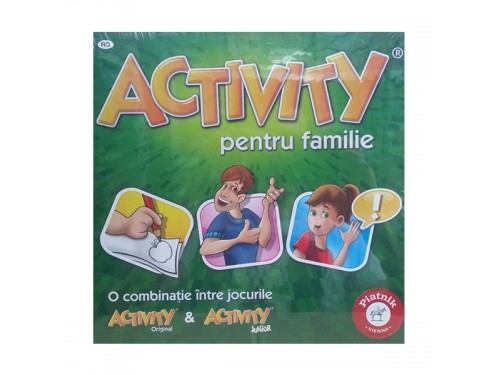 RO
ACTIVITY®
pentru familie
!
O combinație între jocurile
ACTIVITY Original & ACTIVITY JUNIOR
Piatnik
VIENNA